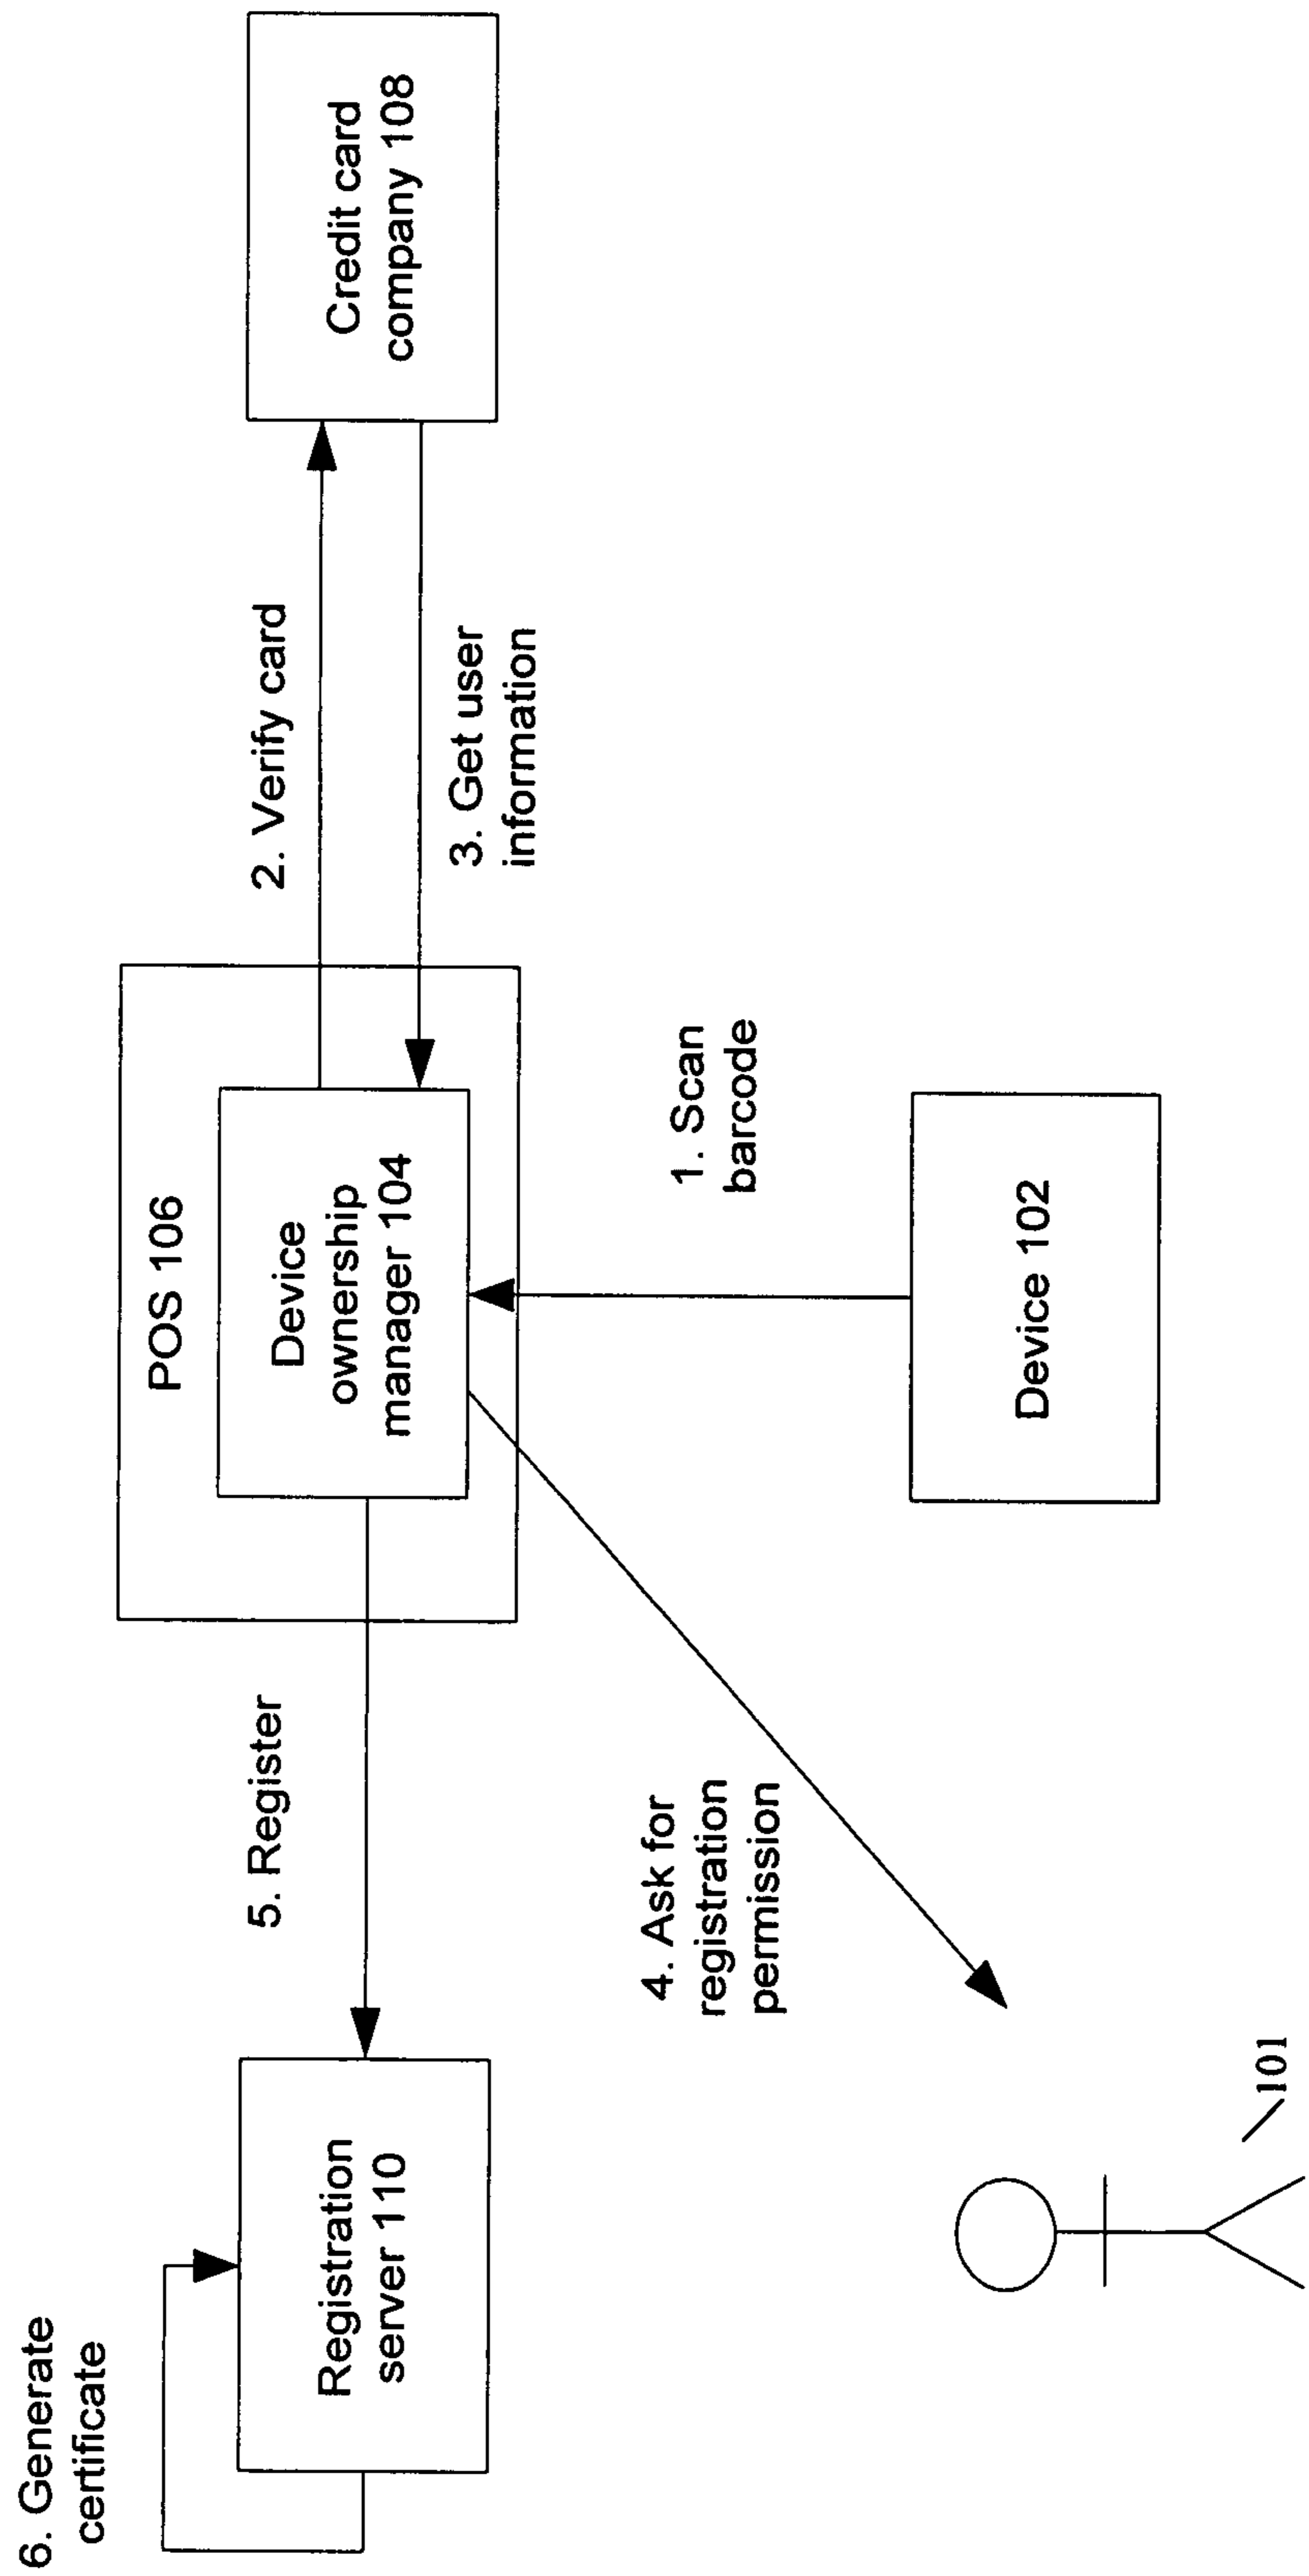 6. Generate
certificate
Registration
server 110
5. Register
POS 106
Device
ownership
manager 104
2. Verify card
3. Get user
information
Credit card
company 108
4. Ask for
registration
permission
1. Scan
barcode
Device 102
101